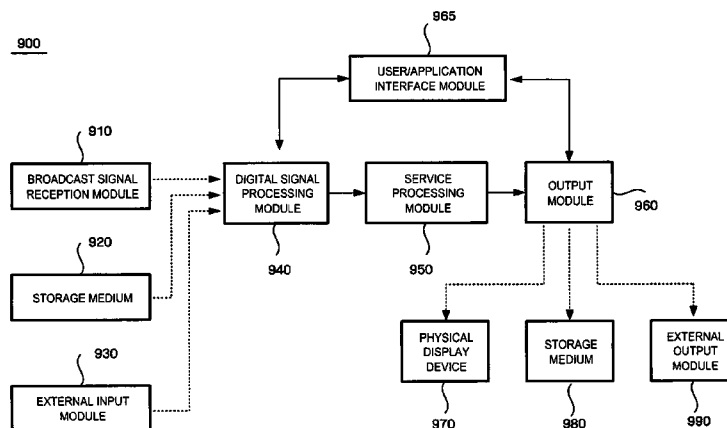 900
965
USER/APPLICATION
INTERFACE MODULE
910
BROADCAST SIGNAL
RECEPTION MODULE
DIGITAL SIGNAL
PROCESSING
MODULE
940
SERVICE
PROCESSING
MODULE
950
OUTPUT
MODULE
960
920
STORAGE MEDIUM
930
EXTERNAL INPUT
MODULE
PHYSICAL
DISPLAY
DEVICE
970
STORAGE
MEDIUM
980
EXTERNAL
OUTPUT
MODULE
990